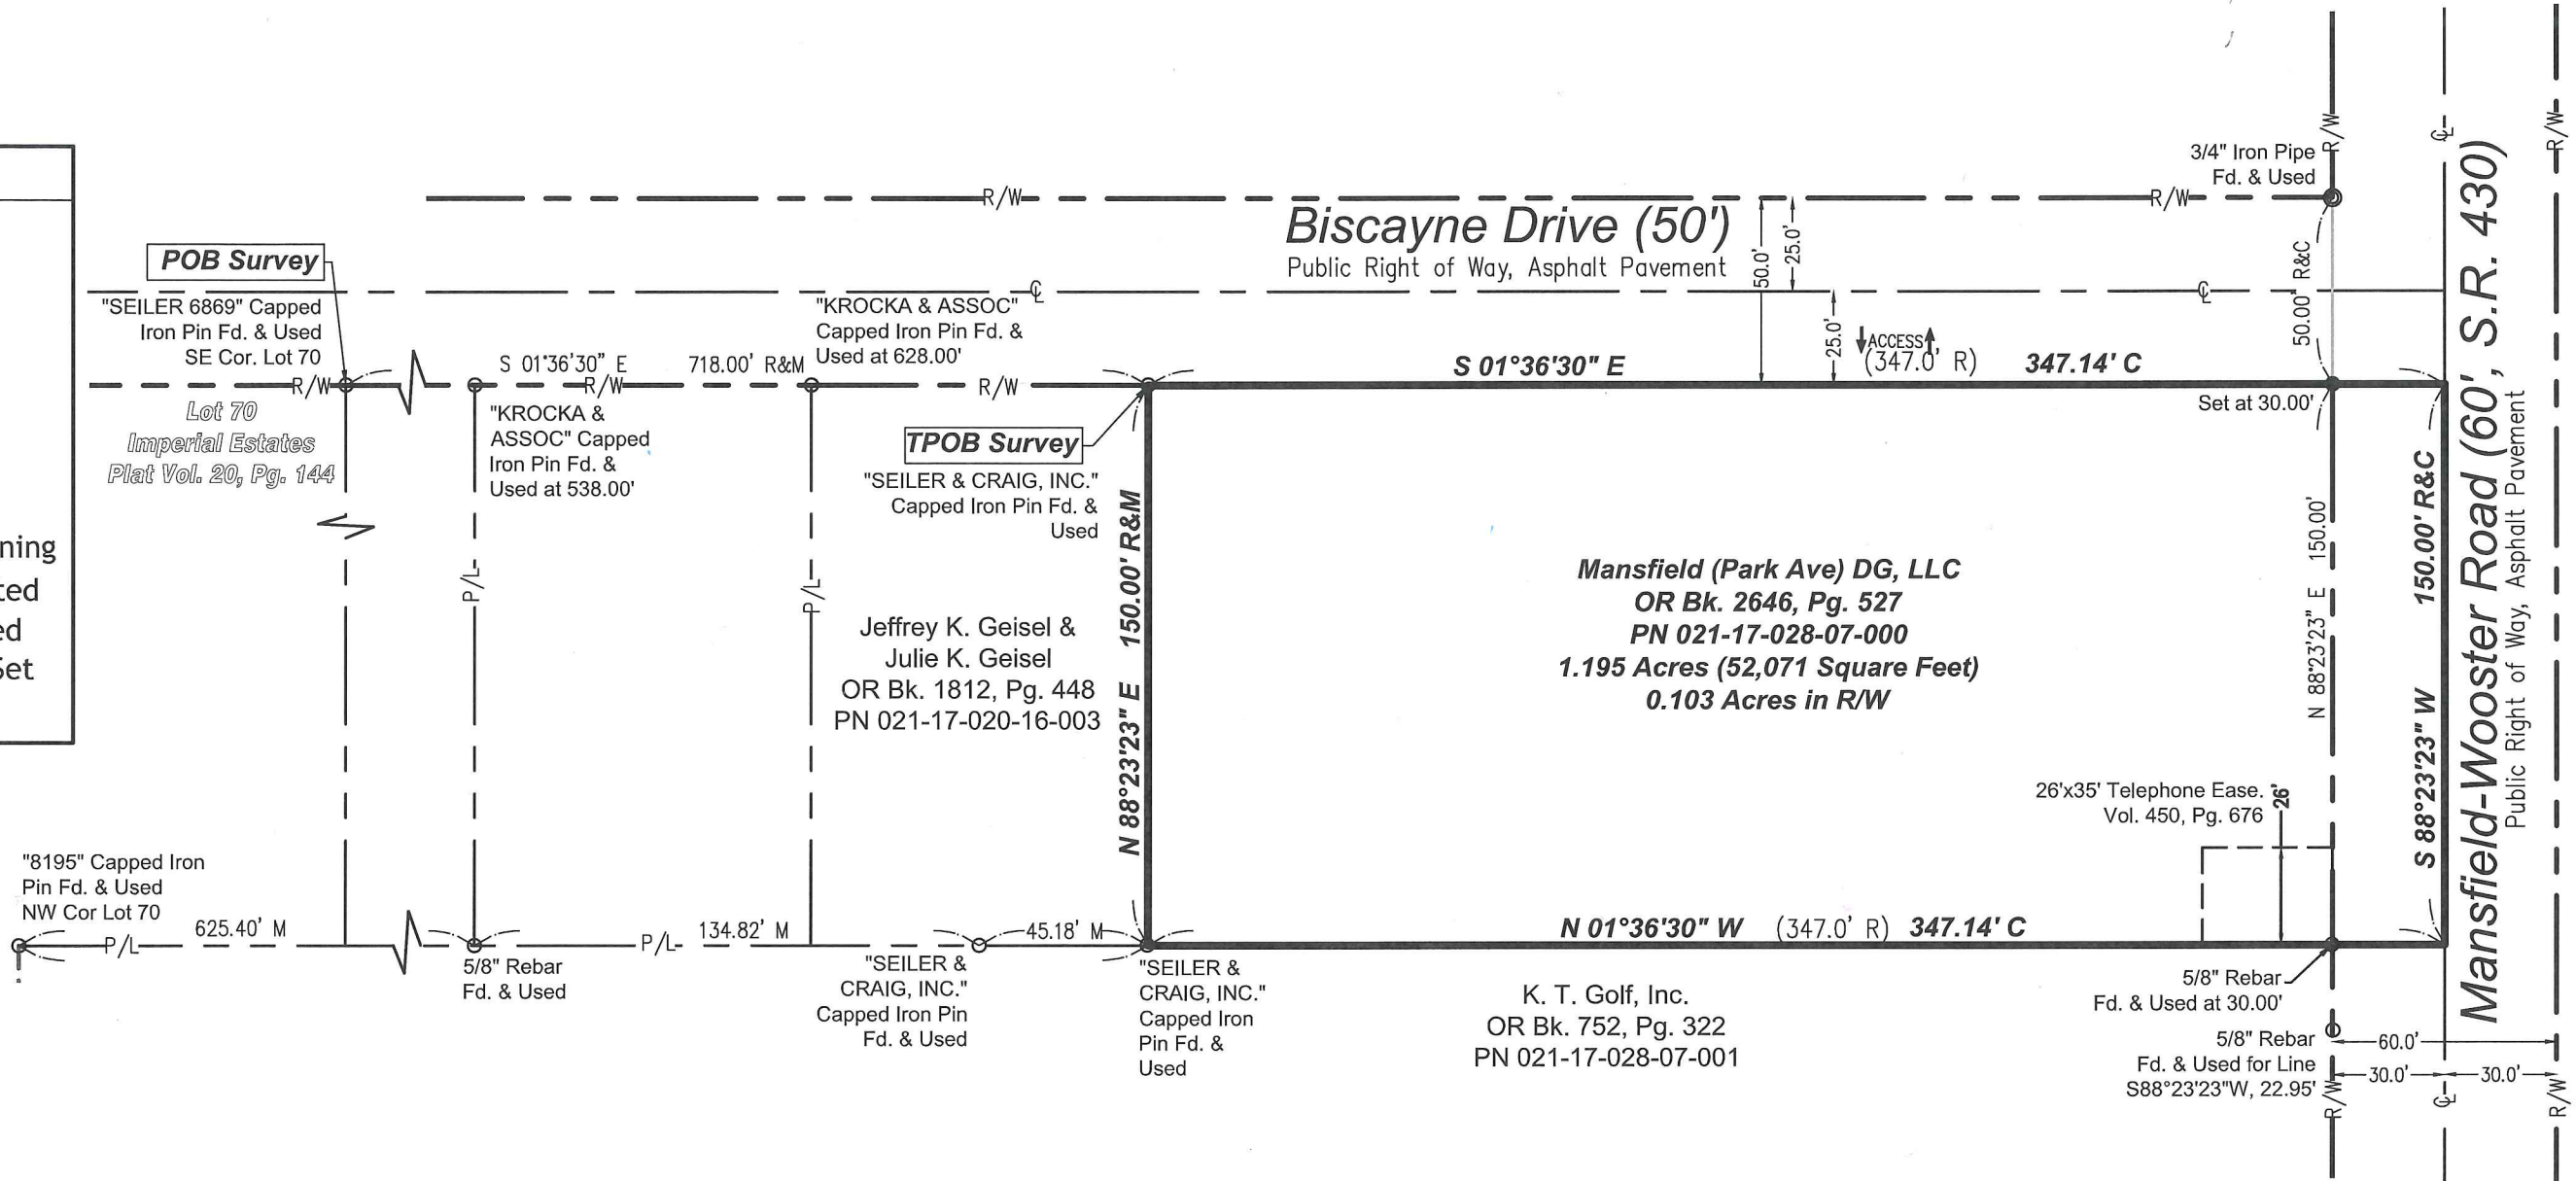 3/4" Iron Pipe
Fd. & Used
R/W
R/W
R/W
R/W
℄
Biscayne Drive (50')
Public Right of Way, Asphalt Pavement
50.0'
25.0'
25.0'
50.00' R&C
℄
℄
POB Survey
"SEILER 6869" Capped
Iron Pin Fd. & Used
SE Cor. Lot 70
"KROCKA & ASSOC"
Capped Iron Pin Fd. &
Used at 628.00'
R/W
S 01°36'30" E
R/W
718.00' R&M
R/W
S 01°36'30" E
ACCESS
(347.0' R)
347.14' C
Set at 30.00'
Lot 70
Imperial Estates
Plat Vol. 20, Pg. 144
"KROCKA &
ASSOC" Capped
Iron Pin Fd. &
Used at 538.00'
TPOB Survey
"SEILER & CRAIG, INC."
Capped Iron Pin Fd. &
Used
ning
ted
ed
Set
P/L
P/L
Jeffrey K. Geisel &
Julie K. Geisel
OR Bk. 1812, Pg. 448
PN 021-17-020-16-003
N 88°23'23" E 150.00' R&M
Mansfield (Park Ave) DG, LLC
OR Bk. 2646, Pg. 527
PN 021-17-028-07-000
1.195 Acres (52,071 Square Feet)
0.103 Acres in R/W
N 88°23'23" E 150.00'
S 88°23'23" W 150.00' R&C
Mansfield-Wooster Road (60', S.R. 430)
Public Right of Way, Asphalt Pavement
26'x35' Telephone Ease.
Vol. 450, Pg. 676
26'
"8195" Capped Iron
Pin Fd. & Used
NW Cor Lot 70
P/L
625.40' M
5/8" Rebar
Fd. & Used
P/L
134.82' M
45.18' M
"SEILER &
CRAIG, INC."
Capped Iron Pin
Fd. & Used
"SEILER &
CRAIG, INC."
Capped Iron
Pin Fd. &
Used
N 01°36'30" W (347.0' R) 347.14' C
K. T. Golf, Inc.
OR Bk. 752, Pg. 322
PN 021-17-028-07-001
5/8" Rebar
Fd. & Used at 30.00'
5/8" Rebar
Fd. & Used for Line
S88°23'23"W, 22.95'
60.0'
30.0'
30.0'
R/W
℄
R/W